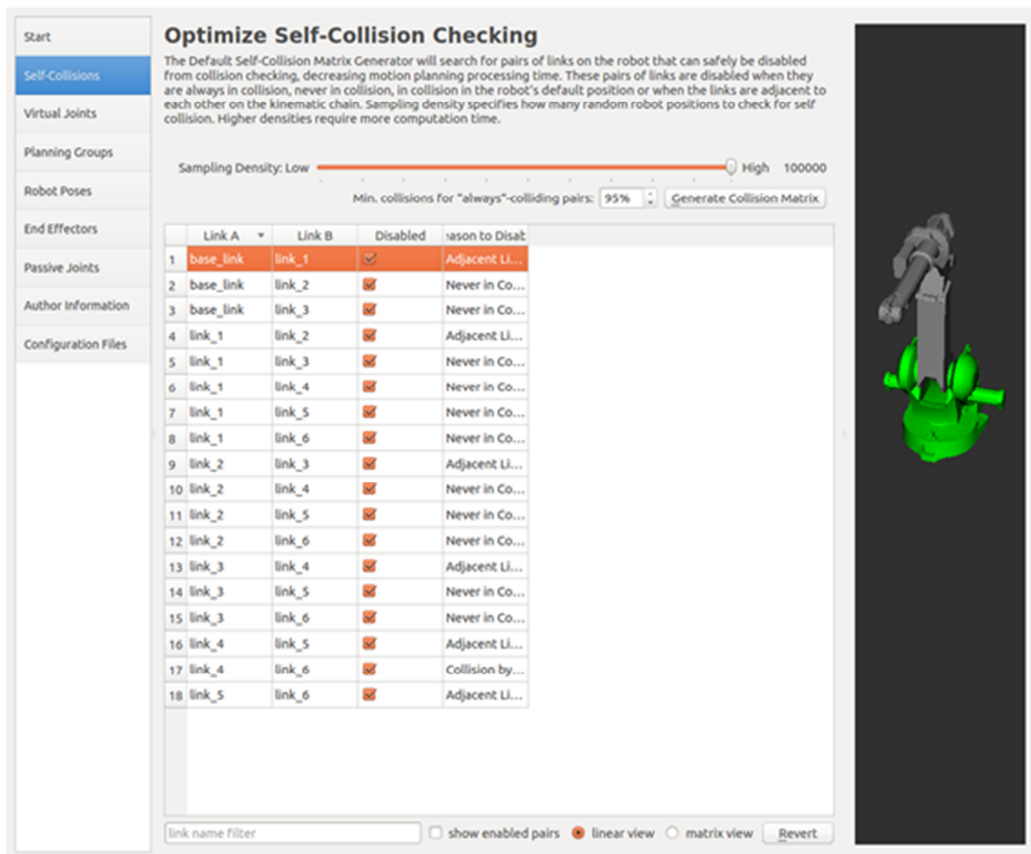 Start
Self-Collisions
Virtual Joints
Planning Groups
Robot Poses
End Effectors
Passive Joints
Author Information
Configuration Files
Optimize Self-Collision Checking
The Default Self-Collision Matrix Generator will search for pairs of links on the robot that can safely be disabled
from collision checking, decreasing motion planning processing time. These pairs of links are disabled when they
are always in collision, never in collision, in collision in the robot's default position or when the links are adjacent to
each other on the kinematic chain. Sampling density specifies how many random robot positions to check for self
collision. Higher densities require more computation time.
Sampling Density: Low High 100000
Min. collisions for "always"-colliding pairs: 95% Generate Collision Matrix
Link A Link B Disabled eason to Disab
1 base_link link_1 Adjacent Li...
2 base_link link_2 Never in Co...
3 base_link link_3 Never in Co...
4 link_1 link_2 Adjacent Li...
5 link_1 link_3 Never in Co...
6 link_1 link_4 Never in Co...
7 link_1 link_5 Never in Co...
8 link_1 link_6 Never in Co...
9 link_2 link_3 Adjacent Li...
10 link_2 link_4 Never in Co...
11 link_2 link_5 Never in Co...
12 link_2 link_6 Never in Co...
13 link_3 link_4 Adjacent Li...
14 link_3 link_5 Never in Co...
15 link_3 link_6 Never in Co...
16 link_4 link_5 Adjacent Li...
17 link_4 link_6 Collision by...
18 link_5 link_6 Adjacent Li...
link name filter show enabled pairs linear view matrix view Revert